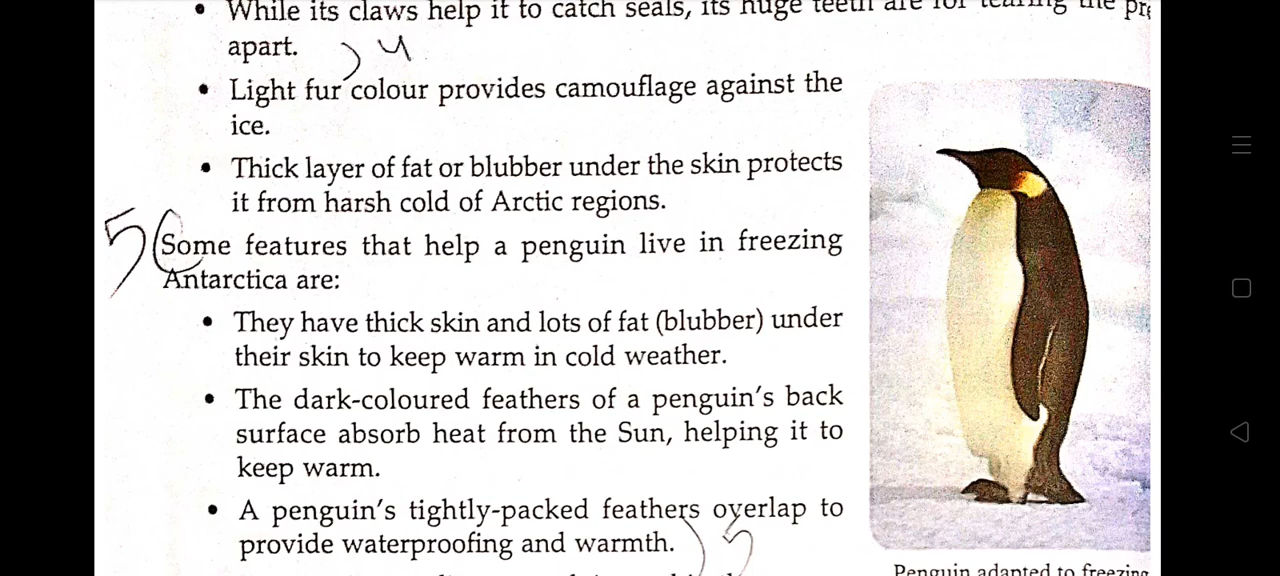 While its claws help it to catch seals, its huge teeth are for tearing the
apart.
) 4
Light fur colour provides camouflage against the
ice.
Thick layer of fat or blubber under the skin protects
it from harsh cold of Arctic regions.
5 (Some features that help a penguin live in freezing
Antarctica are:
They have thick skin and lots of fat (blubber) under
their skin to keep warm in cold weather.
The dark-coloured feathers of a penguin's back
surface absorb heat from the Sun, helping it to
keep warm.
A penguin's tightly-packed feathers overlap to
provide waterproofing and warmth. ) 5
Penguin adapted to freezing